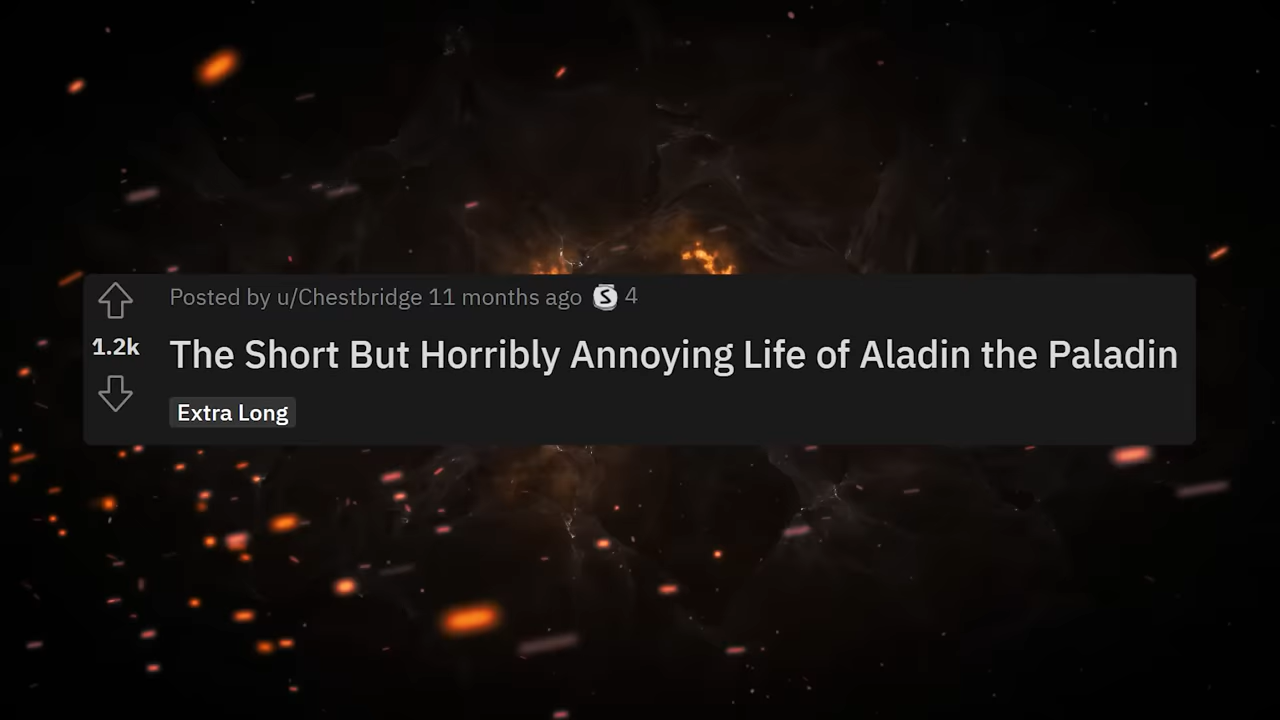 Posted by u/Chestbridge 11 months ago S 4
1.2k
The Short But Horribly Annoying Life of Aladin the Paladin
Extra Long